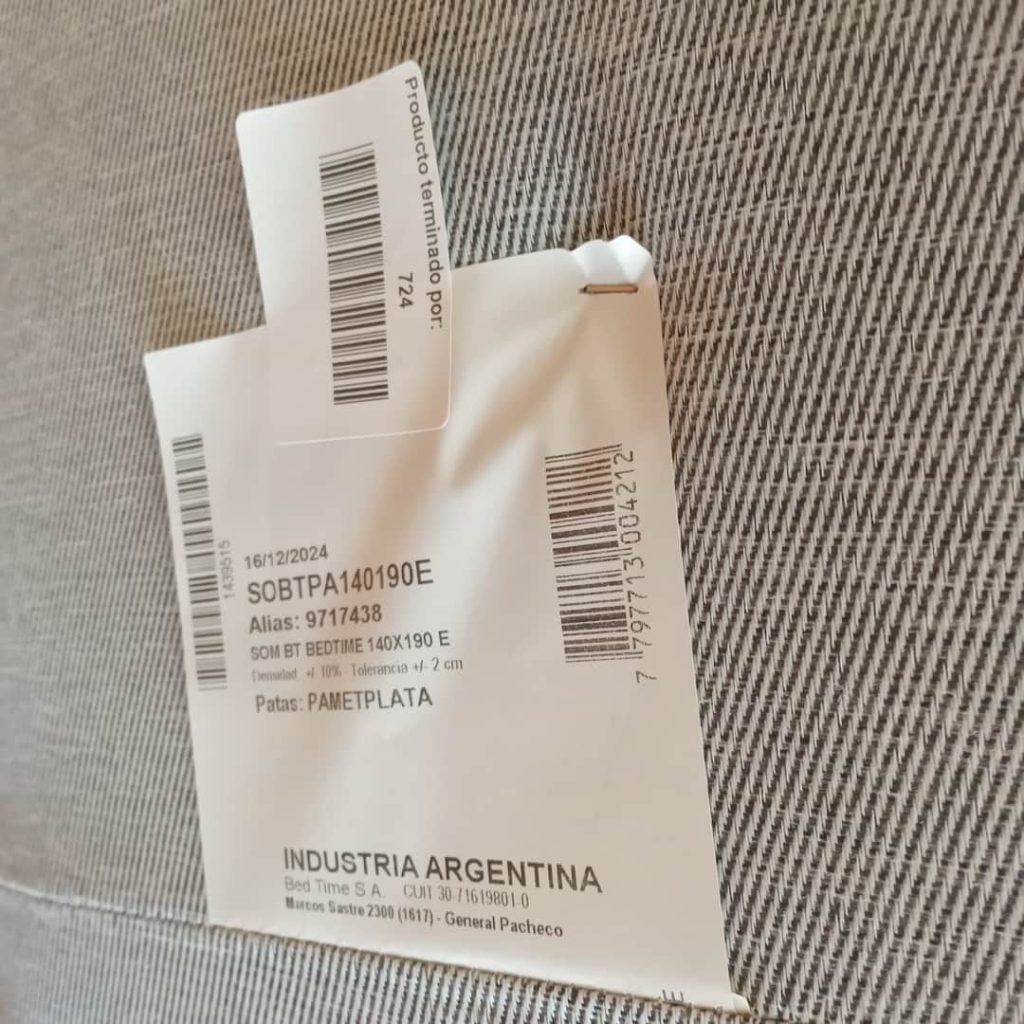 Producto terminado por:
724
1439515
16/12/2024
SOBTPA140190E
Alias: 9717438
SOM BT BEDTIME 140X190 E
Densidad +/- 10% - Tolerancia +/- 2 cm
Patas: PAMETPLATA
7 797713 004212
INDUSTRIA ARGENTINA
Bed Time S.A. CUIT 30-71619801-0
Marcos Sastre 2300 (1617) - General Pacheco